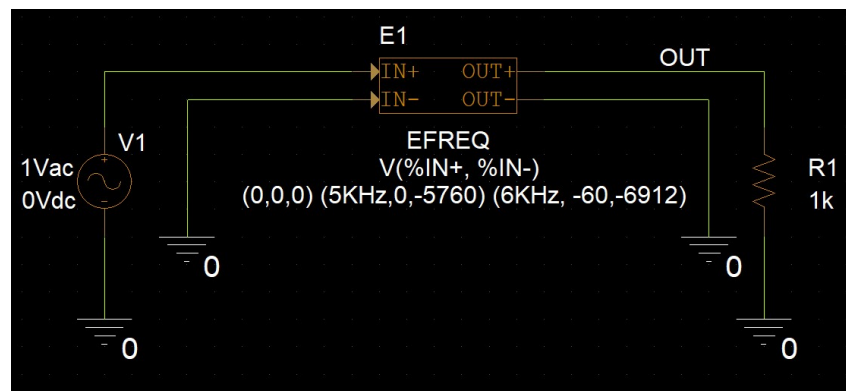 E1
IN+ OUT+
IN- OUT-
OUT
EFREQ
V(%IN+, %IN-)
(0,0,0) (5KHz,0,-5760) (6KHz, -60,-6912)
V1
1Vac
0Vdc
R1
1k
0
0
0
0